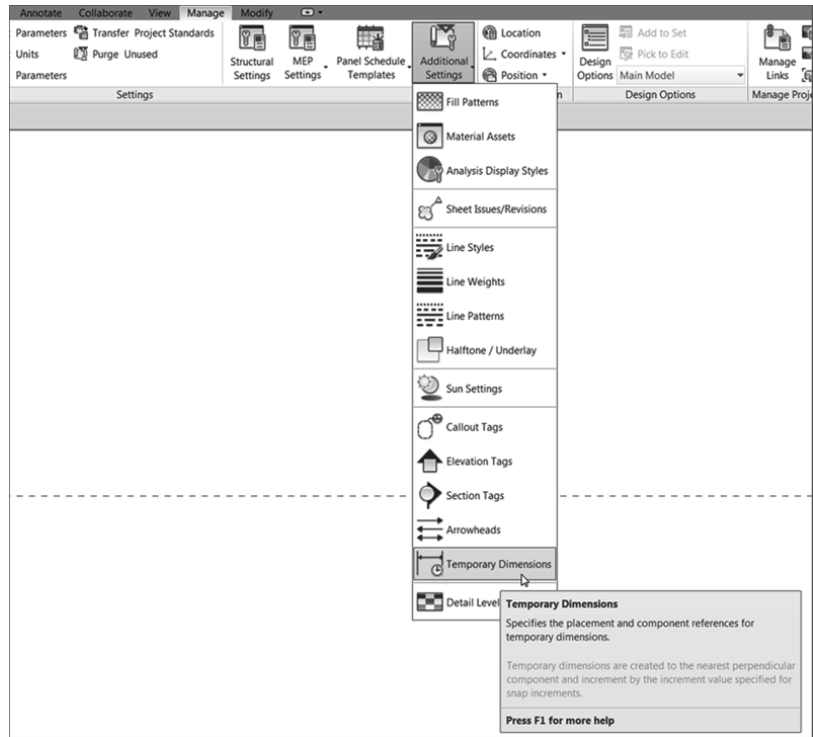 Annotate Collaborate View Manage Modify
Parameters Transfer Project Standards
Units Purge Unused
Parameters
Settings
Structural Settings
MEP Settings
Panel Schedule Templates
Additional Settings
Location
Coordinates
Position
n
Design Options
Add to Set
Pick to Edit
Main Model
Design Options
Manage Links
Manage Proje
Fill Patterns
Material Assets
Analysis Display Styles
Sheet Issues/Revisions
Line Styles
Line Weights
Line Patterns
Halftone / Underlay
Sun Settings
Callout Tags
Elevation Tags
Section Tags
Arrowheads
Temporary Dimensions
Detail Level
Temporary Dimensions
Specifies the placement and component references for
temporary dimensions.
Temporary dimensions are created to the nearest perpendicular
component and increment by the increment value specified for
snap increments.
Press F1 for more help